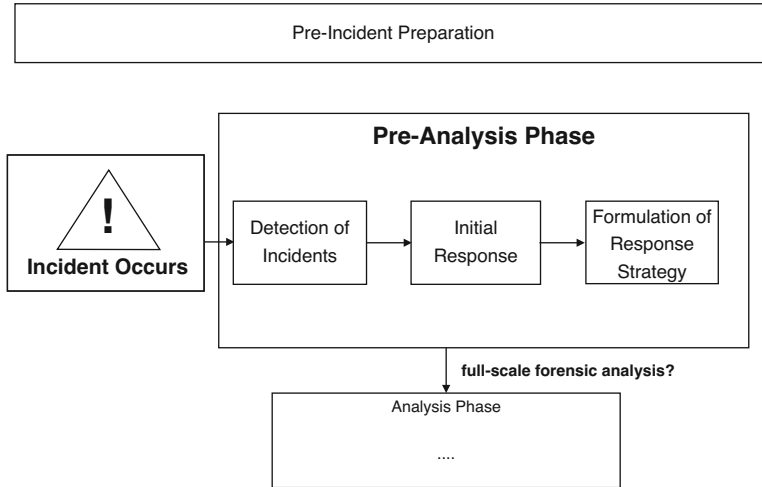 Pre-Incident Preparation
Pre-Analysis Phase
!
Incident Occurs
Detection of
Incidents
Initial
Response
Formulation of
Response
Strategy
full-scale forensic analysis?
Analysis Phase
....